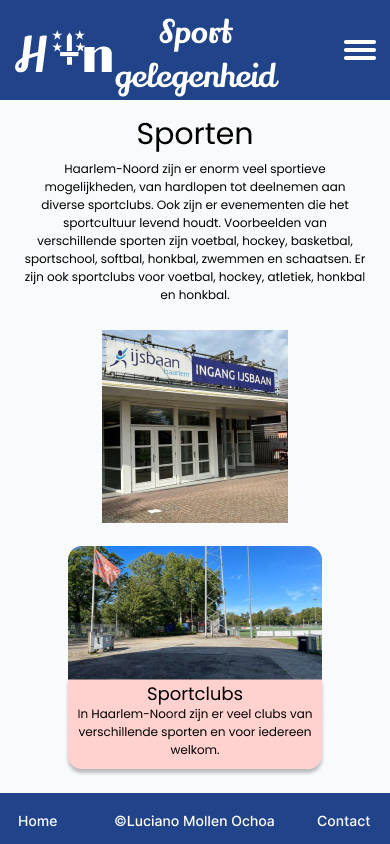 H n
Sport
gelegenheid
Sporten
Haarlem-Noord zijn er enorm veel sportieve
mogelijkheden, van hardlopen tot deelnemen aan
diverse sportclubs. Ook zijn er evenementen die het
sportcultuur levend houdt. Voorbeelden van
verschillende sporten zijn voetbal, hockey, basketbal,
sportschool, softbal, honkbal, zwemmen en schaatsen. Er
zijn ook sportclubs voor voetbal, hockey, atletiek, honkbal
en honkbal.
ijsbaan
haarlem
INGANG IJSBAAN
Sportclubs
In Haarlem-Noord zijn er veel clubs van
verschillende sporten en voor iedereen
welkom.
Home ©Luciano Mollen Ochoa Contact